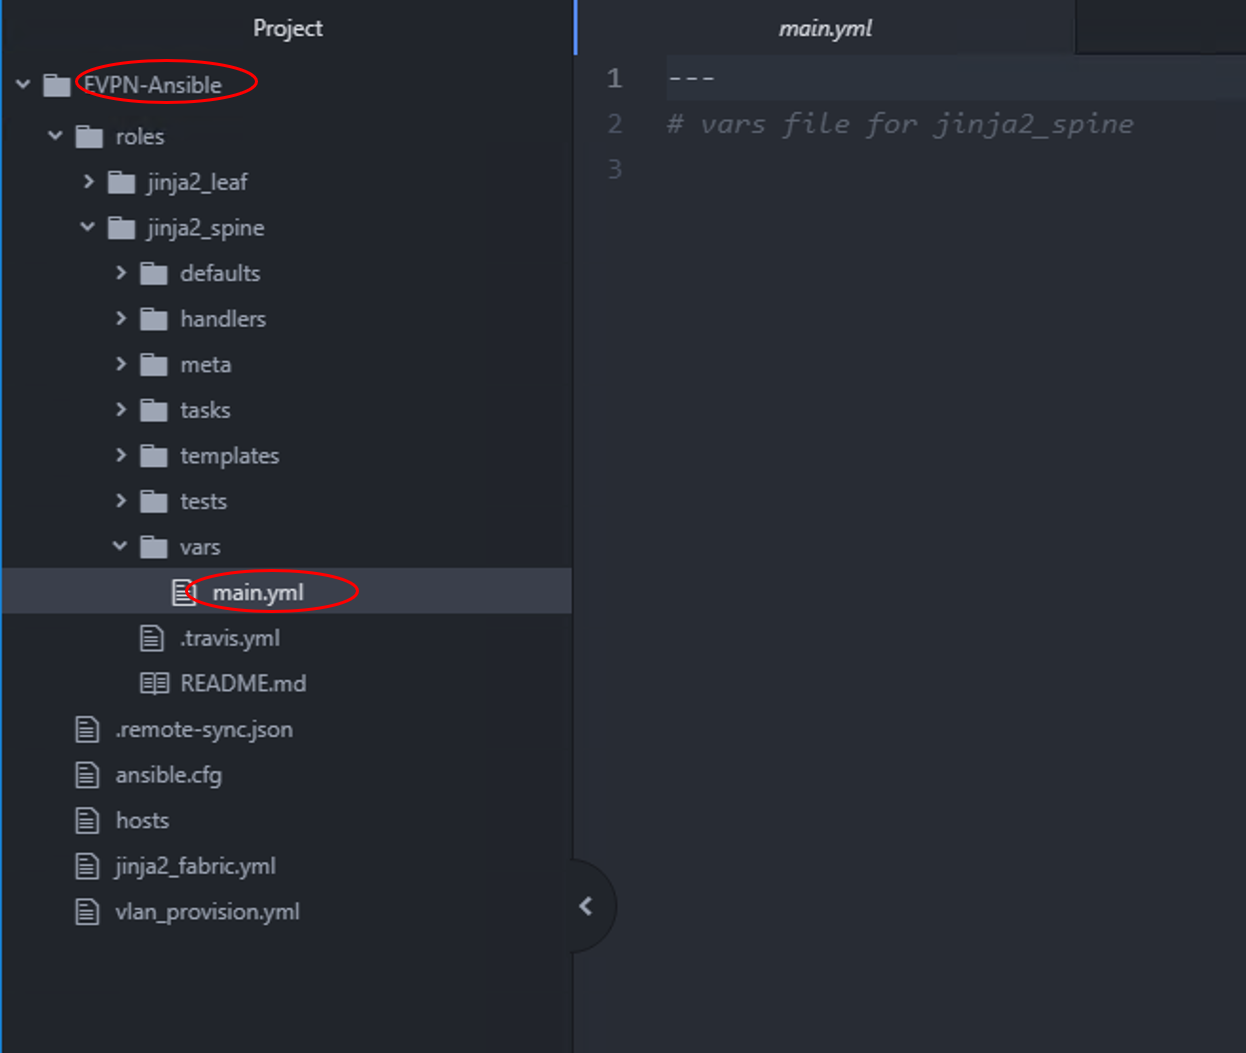 Project
EVPN-Ansible
roles
jinja2_leaf
jinja2_spine
defaults
handlers
meta
tasks
templates
tests
vars
main.yml
.travis.yml
README.md
.remote-sync.json
ansible.cfg
hosts
jinja2_fabric.yml
vlan_provision.yml
main.yml
1 ---
2 # vars file for jinja2_spine
3